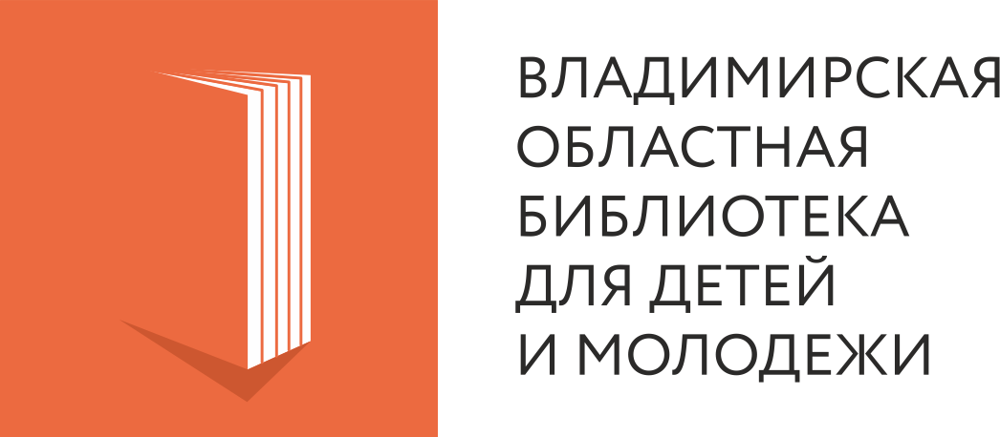 ВЛАДИМИРСКАЯ
ОБЛАСТНАЯ
БИБЛИОТЕКА
ДЛЯ ДЕТЕЙ
И МОЛОДЕЖИ